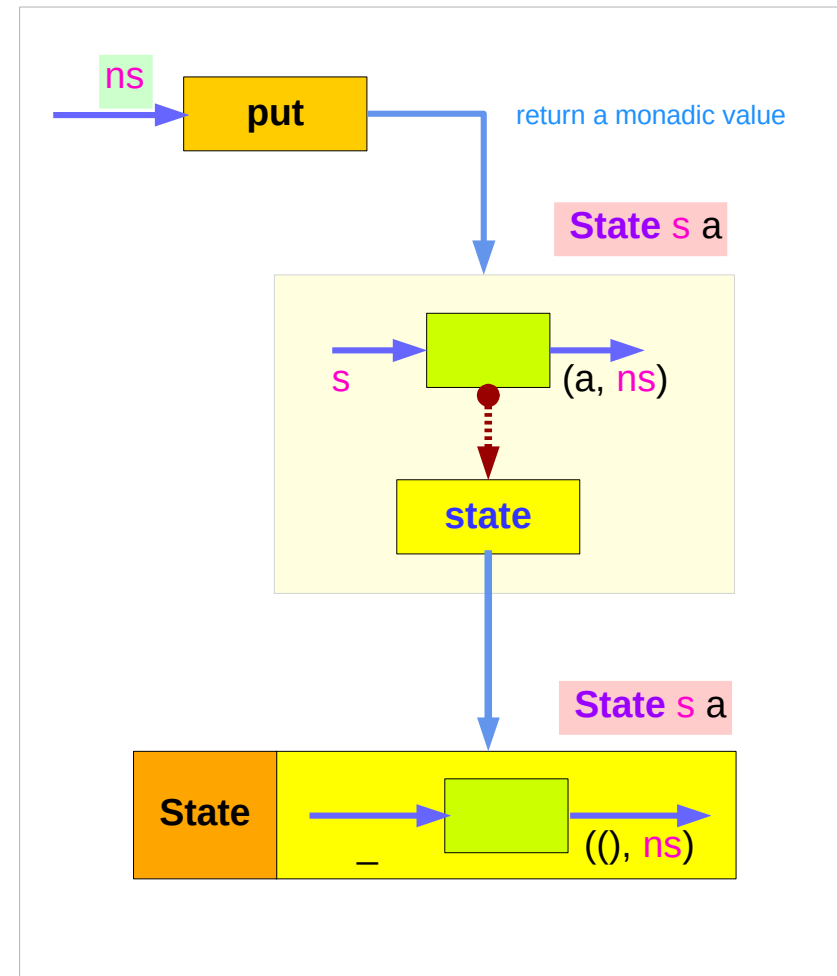 ns
put
return a monadic value
State s a
s
(a, ns)
state
State s a
State
_
((), ns)